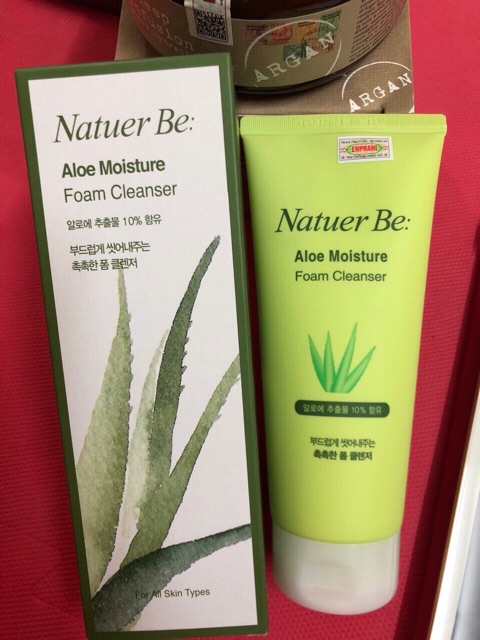 ARGAN
ARGAN
Natuer Be:
Aloe Moisture
Foam Cleanser
알로에 추출물 10% 함유
부드럽게 씻어내주는
촉촉한 폼 클렌저
For All Skin Types
ENPRANI
Natuer Be:
Aloe Moisture
Foam Cleanser
알로에 추출물 10% 함유
부드럽게 씻어내주는
촉촉한 폼 클렌저